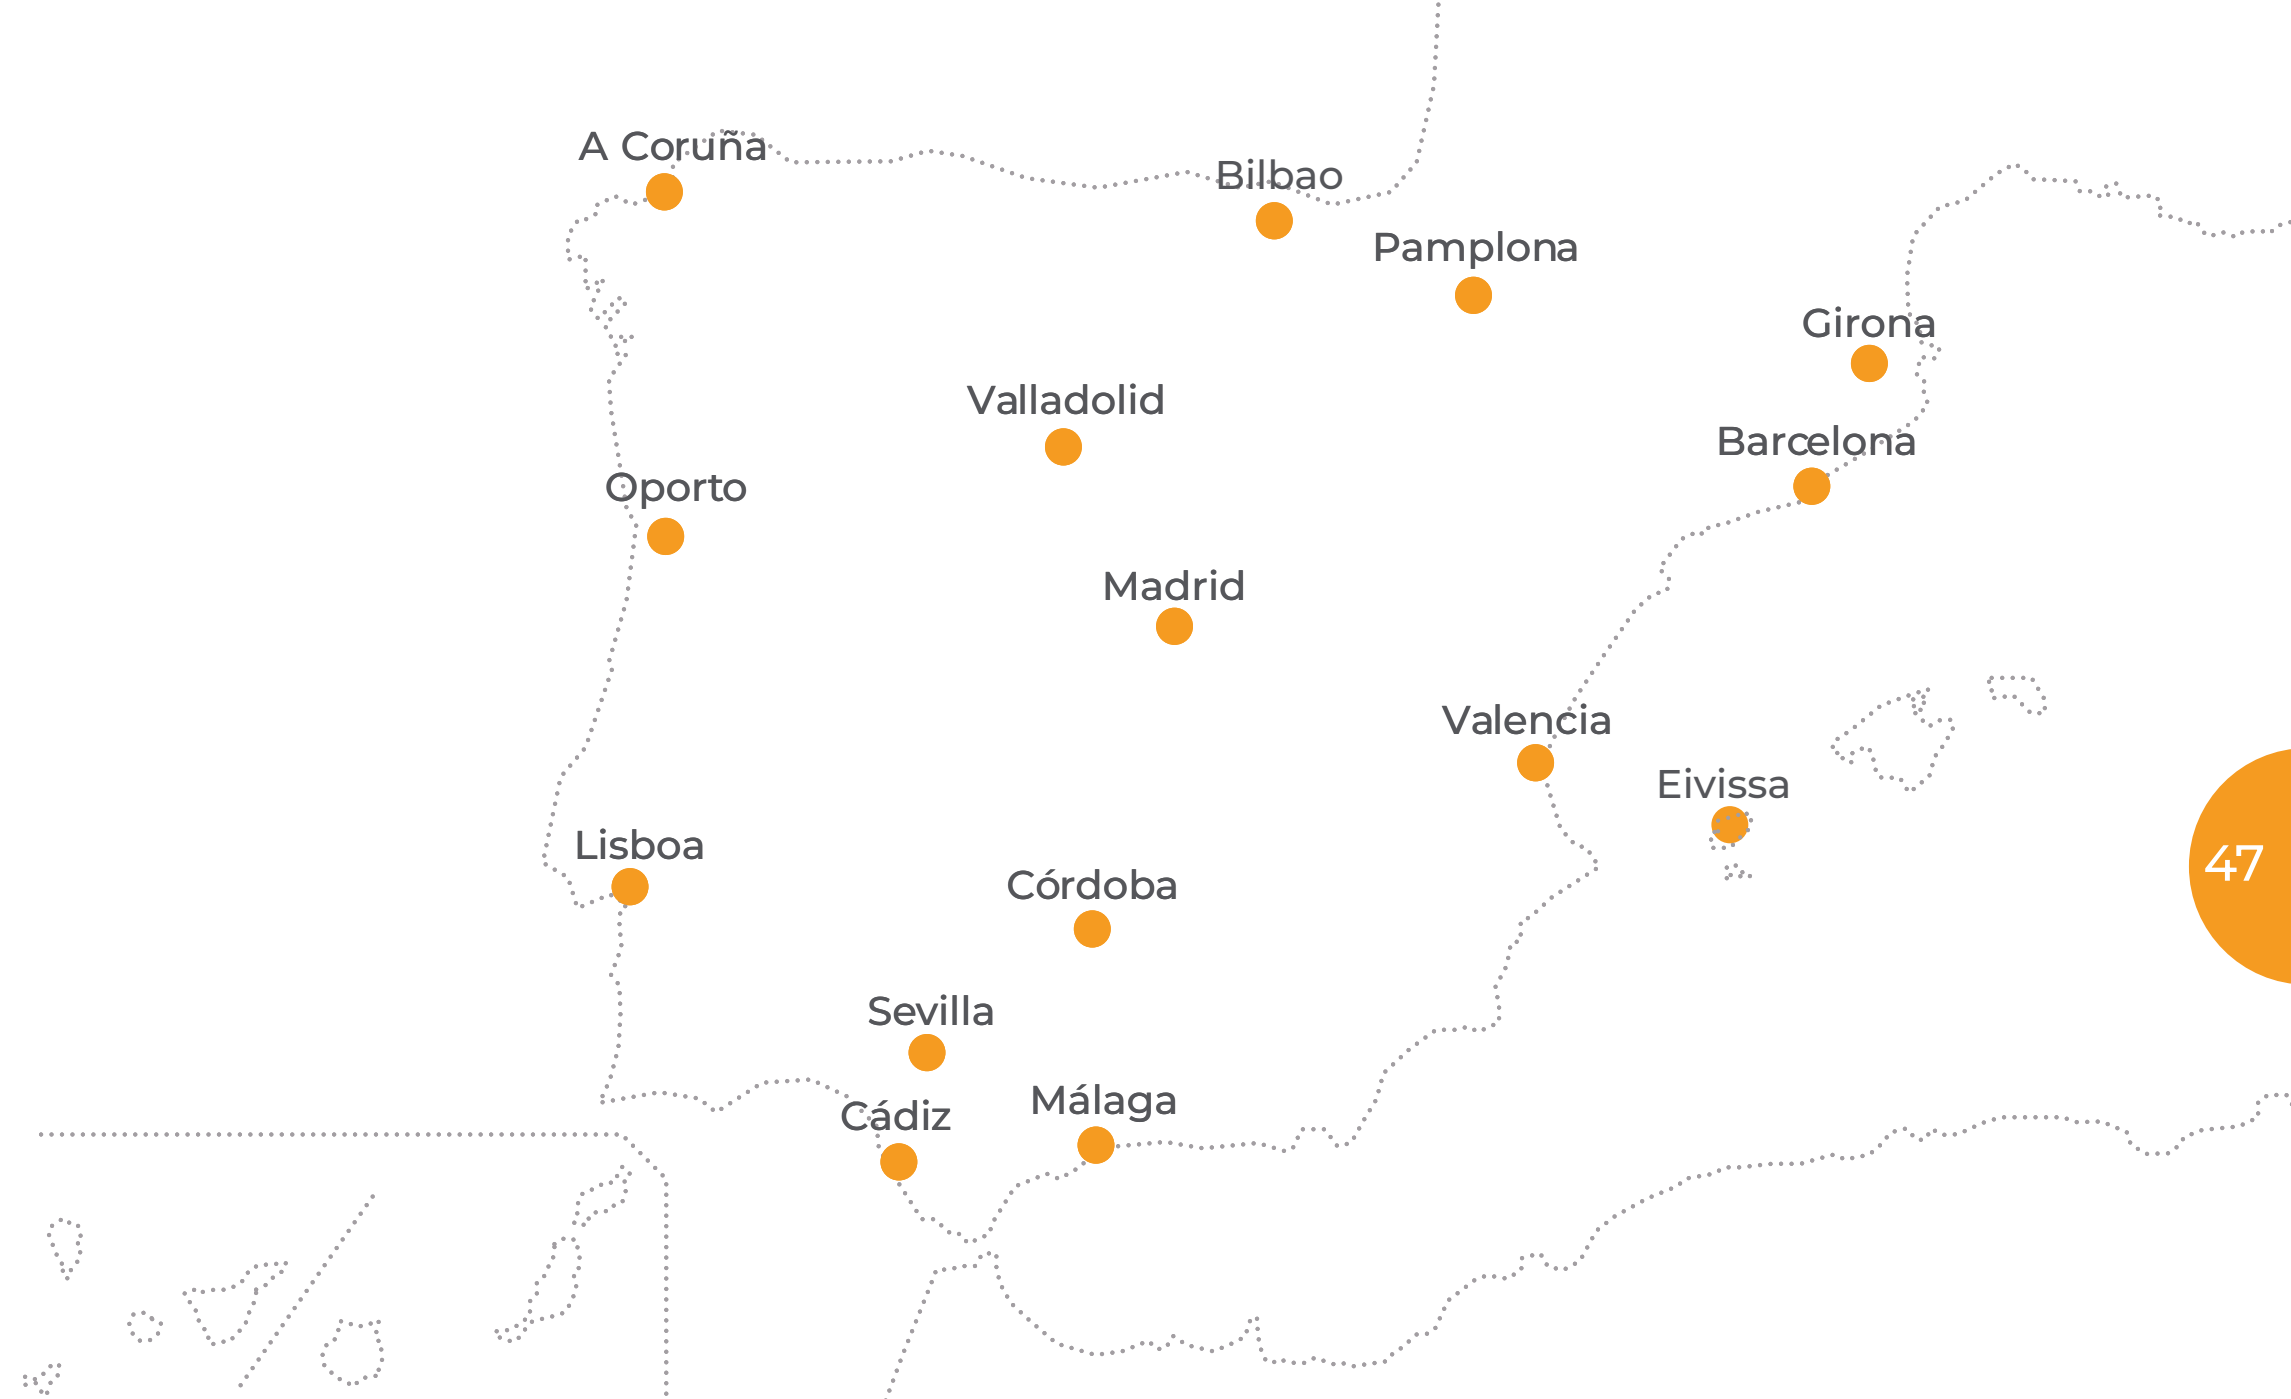 A Coruña
Bilbao
Pamplona
Girona
Valladolid
Barcelona
Oporto
Madrid
Valencia
Eivissa
Lisboa
47
Córdoba
Sevilla
Málaga
Cádiz